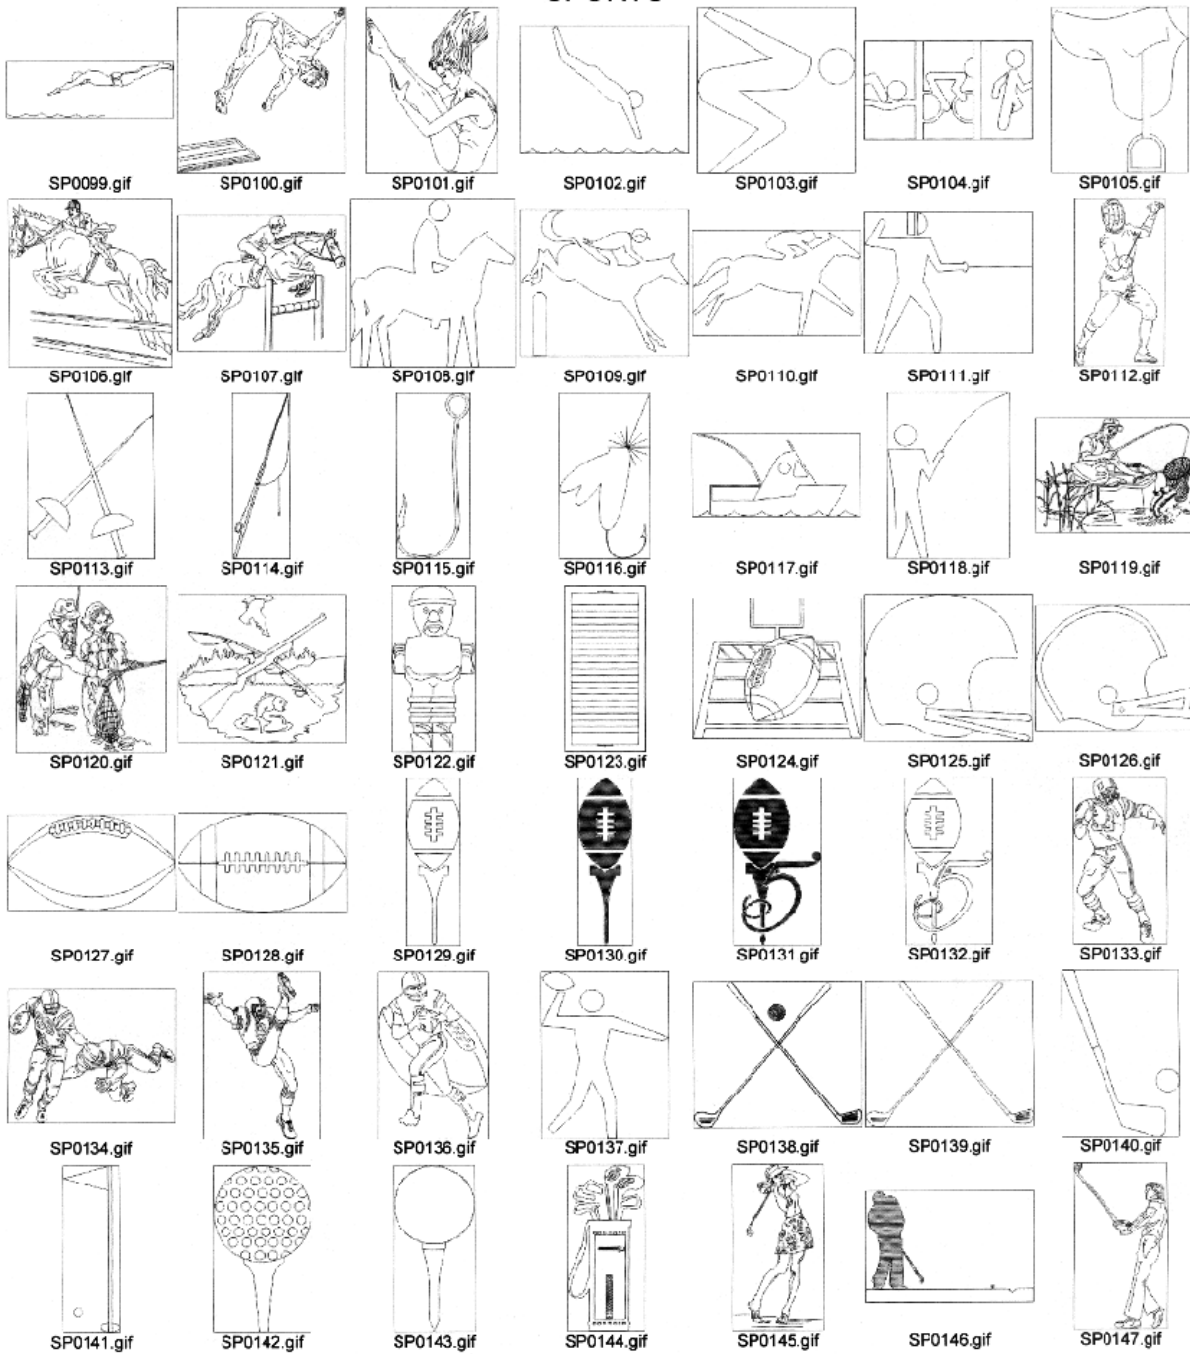 SPORTS
SP0099.gif SP0100.gif SP0101.gif SP0102.gif SP0103.gif SP0104.gif SP0105.gif
SP0106.gif SP0107.gif SP0108.gif SP0109.gif SP0110.gif SP0111.gif SP0112.gif
SP0113.gif SP0114.gif SP0115.gif SP0116.gif SP0117.gif SP0118.gif SP0119.gif
SP0120.gif SP0121.gif SP0122.gif SP0123.gif SP0124.gif SP0125.gif SP0126.gif
SP0127.gif SP0128.gif SP0129.gif SP0130.gif SP0131.gif SP0132.gif SP0133.gif
SP0134.gif SP0135.gif SP0136.gif SP0137.gif SP0138.gif SP0139.gif SP0140.gif
SP0141.gif SP0142.gif SP0143.gif SP0144.gif SP0145.gif SP0146.gif SP0147.gif